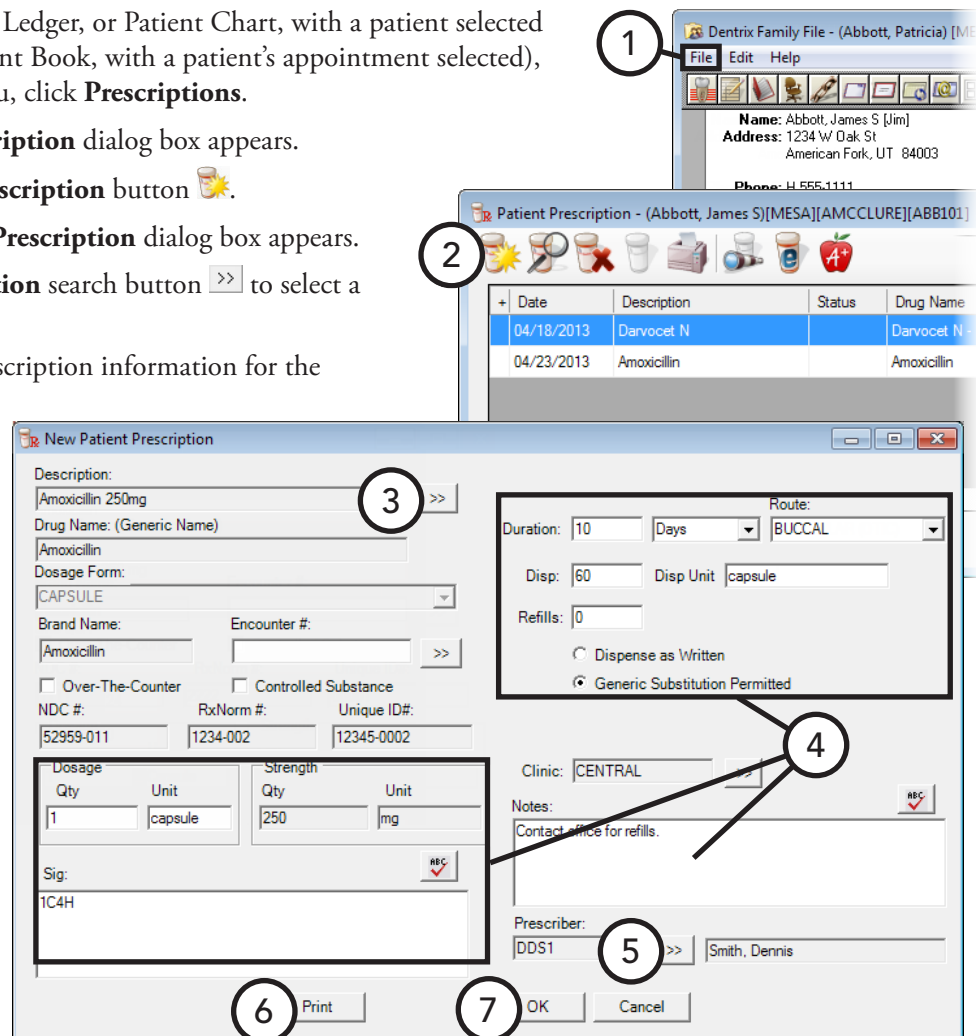 Ledger, or Patient Chart, with a patient selected
nt Book, with a patient's appointment selected),
u, click Prescriptions.
ription dialog box appears.
scription button
Prescription dialog box appears.
tion search button >> to select a
scription information for the
1
Dentrix Family File - (Abbott, Patricia) [ME
File Edit Help
Name: Abbott, James S [Jim]
Address: 1234 W Oak St
American Fork, UT 84003
Phone: H 555-1111
Patient Prescription - (Abbott, James S)[MESA][AMCCLURE][ABB101]
2
+ Date Description Status Drug Name
04/18/2013 Darvocet N Darvocet N -
04/23/2013 Amoxicillin Amoxicillin
New Patient Prescription
Description:
Amoxicillin 250mg
3
>>
Drug Name: (Generic Name)
Amoxicillin
Dosage Form:
CAPSULE
Brand Name: Encounter #:
Amoxicillin >>
Over-The-Counter Controlled Substance
NDC #: RxNorm #: Unique ID#:
52959-011 1234-002 12345-0002
Dosage Strength
Qty Unit Qty Unit
1 capsule 250 mg
ABC
Sig:
1C4H
Route:
Duration: 10 Days BUCCAL
Disp: 60 Disp Unit capsule
Refills: 0
Dispense as Written
Generic Substitution Permitted
4
Clinic: CENTRAL >>
ABC
Notes:
Contact office for refills.
Prescriber:
DDS1 5 >> Smith, Dennis
6 Print 7 OK Cancel